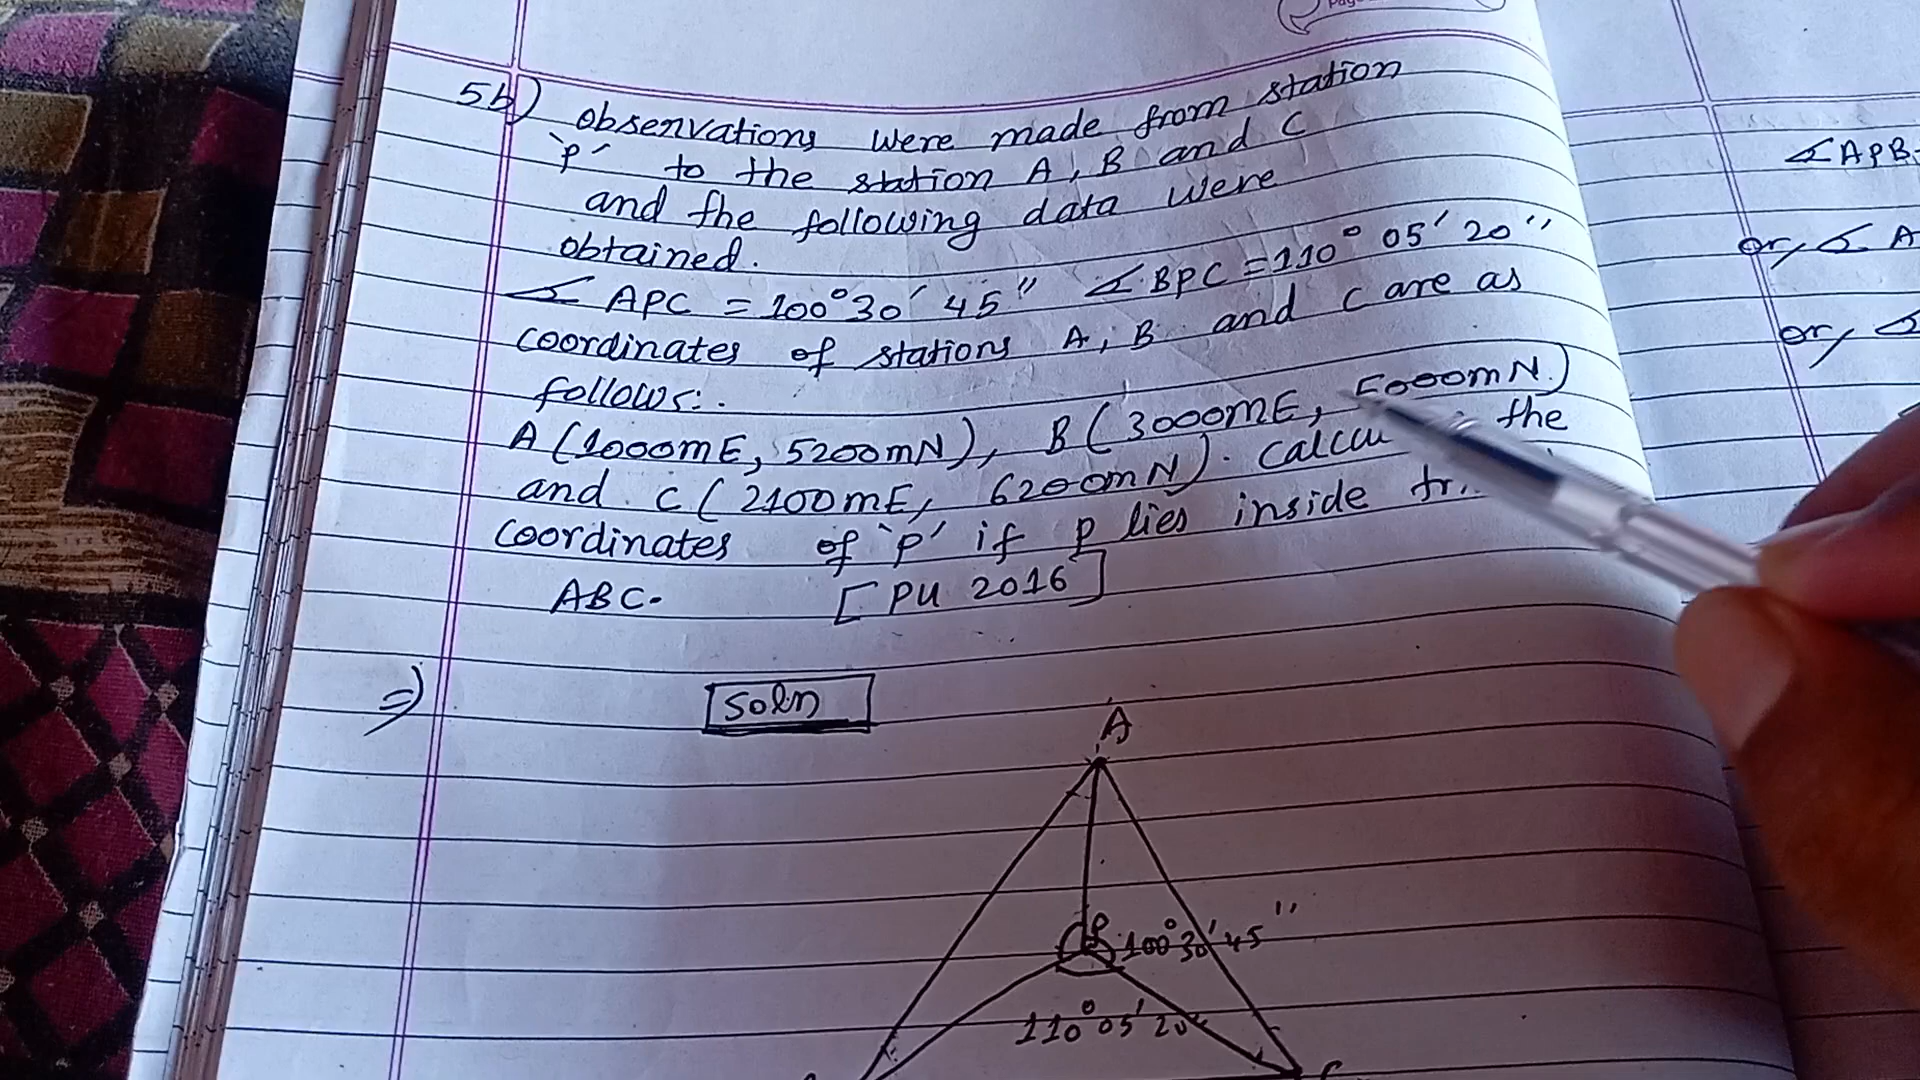 5b) observations were made from station
'p' to the station A, B and C
and the following data were
obtained.
∡ APC = 100° 30' 45" ∡ BPC = 110° 05' 20"
coordinates of stations A, B and C are as
follows:.
A (1000mE, 5200mN), B (3000mE, 5000mN)
and C (2100mE, 6200mN). the
coordinates of 'p' if p lies inside
ABC. [PU 2016]
=) Soln
A
P 100° 30' 45"
110° 05' 20"
∡APB
or, ∡ A
or, ∡